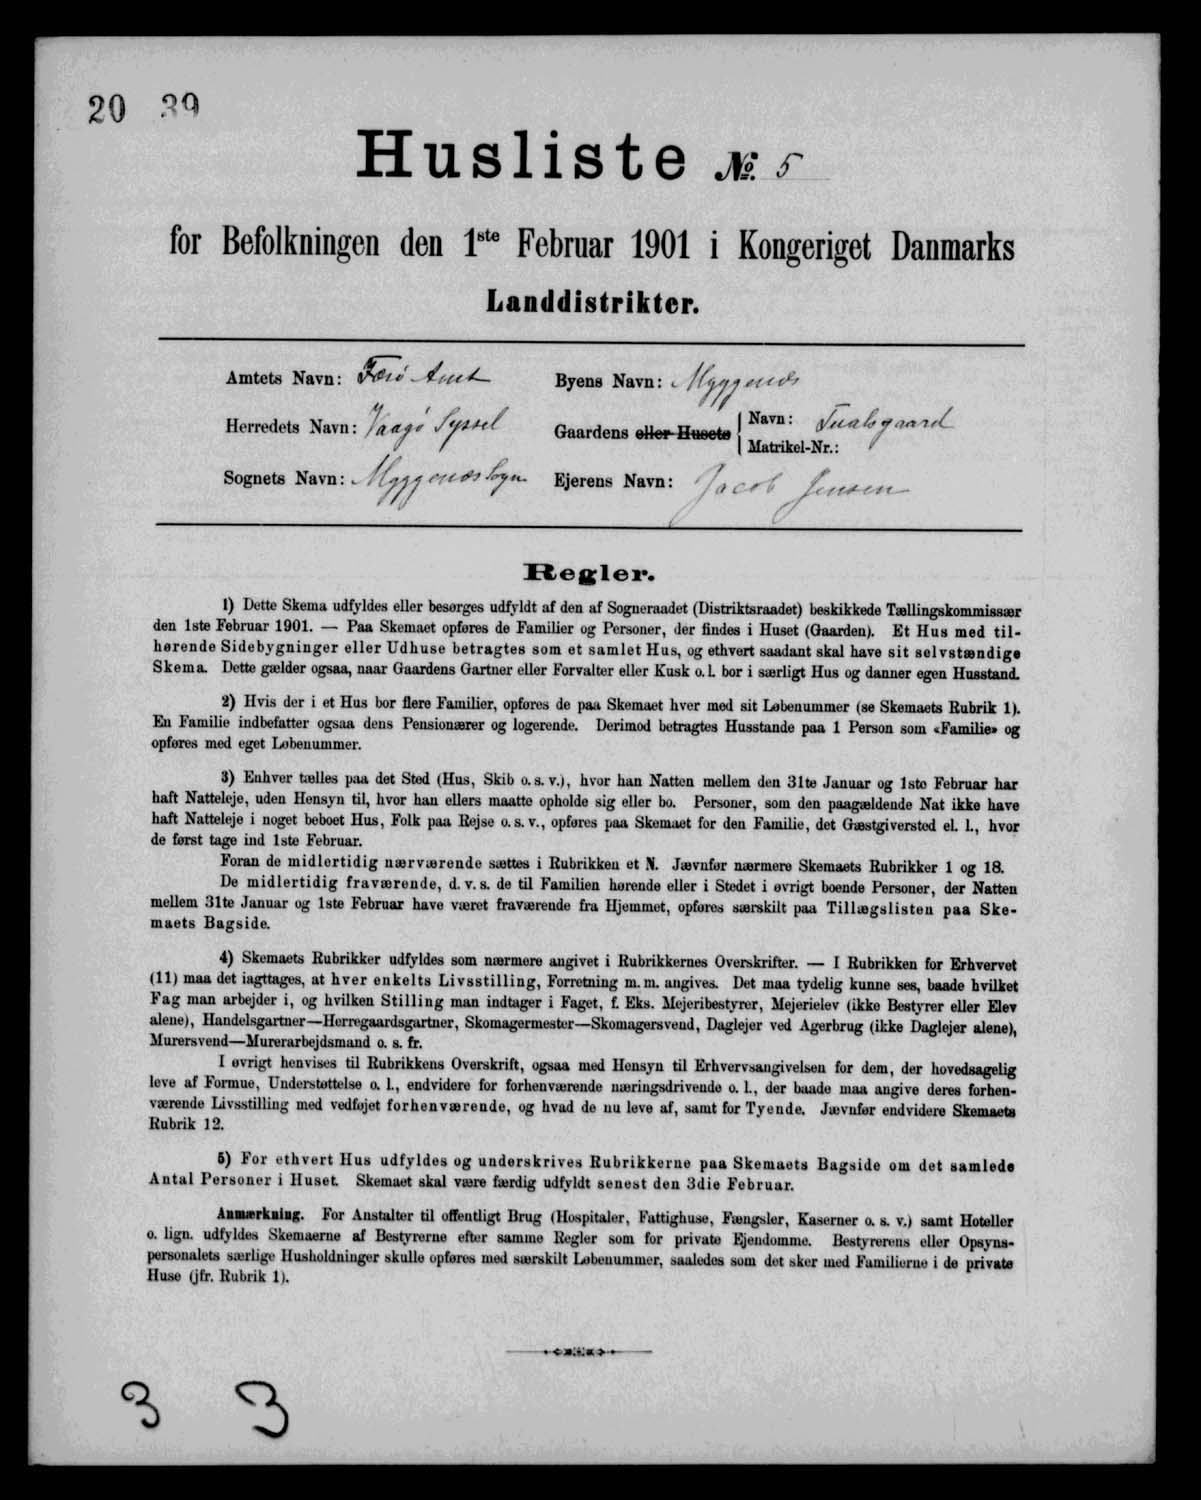 20 39
Husliste №. 5
for Befolkningen den 1ste Februar 1901 i Kongeriget Danmarks
Landdistrikter.
Amtets Navn: Færø Amt
Byens Navn: Myggenæs
Herredets Navn: Vaagø Syssel
Gaardens eller Husets
Navn: Tualsgaard
Matrikel-Nr.:
Sognets Navn: Myggenæs Sogn
Ejerens Navn: Jacob Jensen
Regler.
1) Dette Skema udfyldes eller besørges udfyldt af den af Sogneraadet (Distriktsraadet) beskikkede Tællingskommissær
den 1ste Februar 1901. — Paa Skemaet opføres de Familier og Personer, der findes i Huset (Gaarden). Et Hus med til-
hørende Sidebygninger eller Udhuse betragtes som et samlet Hus, og ethvert saadant skal have sit selvstændige
Skema. Dette gælder ogsaa, naar Gaardens Gartner eller Forvalter eller Kusk o. l. bor i særligt Hus og danner egen Husstand.
2) Hvis der i et Hus bor flere Familier, opføres de paa Skemaet hver med sit Løbenummer (se Skemaets Rubrik 1).
En Familie indbefatter ogsaa dens Pensionærer og logerende. Derimod betragtes Husstande paa 1 Person som «Familie» og
opføres med eget Løbenummer.
3) Enhver tælles paa det Sted (Hus, Skib o. s. v.), hvor han Natten mellem den 31te Januar og 1ste Februar har
haft Natteleje, uden Hensyn til, hvor han ellers maatte opholde sig eller bo. Personer, som den paagældende Nat ikke have
haft Natteleje i noget beboet Hus, Folk paa Rejse o. s. v., opføres paa Skemaet for den Familie, det Gæstgiversted el. l., hvor
de først tage ind 1ste Februar.
Foran de midlertidig nærværende sættes i Rubrikken et N. Jævnfør nærmere Skemaets Rubrikker 1 og 18.
De midlertidig fraværende, d. v. s. de til Familien hørende eller i Stedet i øvrigt boende Personer, der Natten
mellem 31te Januar og 1ste Februar have været fraværende fra Hjemmet, opføres særskilt paa Tillægslisten paa Ske-
maets Bagside.
4) Skemaets Rubrikker udfyldes som nærmere angivet i Rubrikkernes Overskrifter. — I Rubrikken for Erhvervet
(11) maa det iagttages, at hver enkelts Livsstilling, Forretning m. m. angives. Det maa tydelig kunne ses, baade hvilket
Fag man arbejder i, og hvilken Stilling man indtager i Faget, f. Eks. Mejeribestyrer, Mejerielev (ikke Bestyrer eller Elev
alene), Handelsgartner—Herregaardsgartner, Skomagermester—Skomagersvend, Daglejer ved Agerbrug (ikke Daglejer alene),
Murersvend—Murerarbejdsmand o. s. fr.
I øvrigt henvises til Rubrikkens Overskrift, ogsaa med Hensyn til Erhvervsangivelsen for dem, der hovedsagelig
leve af Formue, Understøttelse o. l., endvidere for forhenværende næringsdrivende o. l., der baade maa angive deres forhen-
værende Livsstilling med vedføjet forhenværende, og hvad de nu leve af, samt for Tyende. Jævnfør endvidere Skemaets
Rubrik 12.
5) For ethvert Hus udfyldes og underskrives Rubrikkerne paa Skemaets Bagside om det samlede
Antal Personer i Huset. Skemaet skal være færdig udfyldt senest den 3die Februar.
Anmærkning. For Anstalter til offentligt Brug (Hospitaler, Fattighuse, Fængsler, Kaserner o. s. v.) samt Hoteller
o. lign. udfyldes Skemaerne af Bestyrerne efter samme Regler som for private Ejendomme. Bestyrerens eller Opsyns-
personalets særlige Husholdninger skulle opføres med særskilt Løbenummer, saaledes som det sker med Familierne i de private
Huse (jfr. Rubrik 1).
3 3